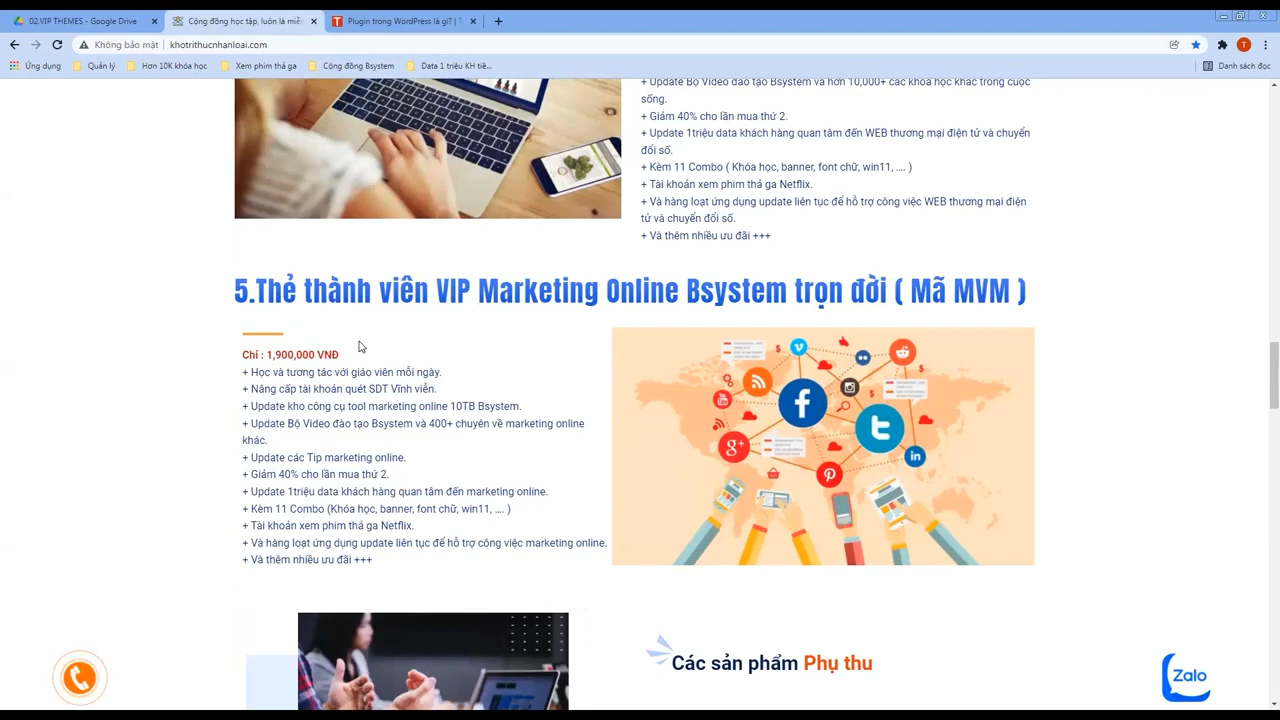 02.VIP THEMES - Google Drive
Cộng đồng học tập, luôn là miễn
Plugin trong WordPress là gì? | T
Không bảo mật
khotrithucnhanloai.com
T
Ứng dụng
Quản lý
Hơn 10K khóa học
Xem phim thả ga
Cộng đồng Bsystem
Data 1 triệu KH tiề...
Danh sách đọc
+ Update Bộ Video đào tạo Bsystem và hơn 10,000+ các khóa học khác trong cuộc
sống.
+ Giảm 40% cho lần mua thứ 2.
+ Update 1triệu data khách hàng quan tâm đến WEB thương mại điện tử và chuyển
đổi số.
+ Kèm 11 Combo ( Khóa học, banner, font chữ, win11, .... )
+ Tài khoản xem phim thả ga Netflix.
+ Và hàng loạt ứng dụng update liên tục để hỗ trợ công việc WEB thương mại điện
tử và chuyển đổi số.
+ Và thêm nhiều ưu đãi +++
5.Thẻ thành viên VIP Marketing Online Bsystem trọn đời ( Mã MVM )
Chỉ : 1,900,000 VNĐ
+ Học và tương tác với giáo viên mỗi ngày.
+ Nâng cấp tài khoản quét SDT Vĩnh viễn.
+ Update kho công cụ tool marketing online 10TB Bsystem.
+ Update Bộ Video đào tạo Bsystem và 400+ chuyên về marketing online
khác.
+ Update các Tip marketing online.
+ Giảm 40% cho lần mua thứ 2.
+ Update 1triệu data khách hàng quan tâm đến marketing online.
+ Kèm 11 Combo (Khóa học, banner, font chữ, win11, .... )
+ Tài khoản xem phim thả ga Netflix.
+ Và hàng loạt ứng dụng update liên tục để hỗ trợ công việc marketing online.
+ Và thêm nhiều ưu đãi +++
Các sản phẩm Phụ thu
Zalo